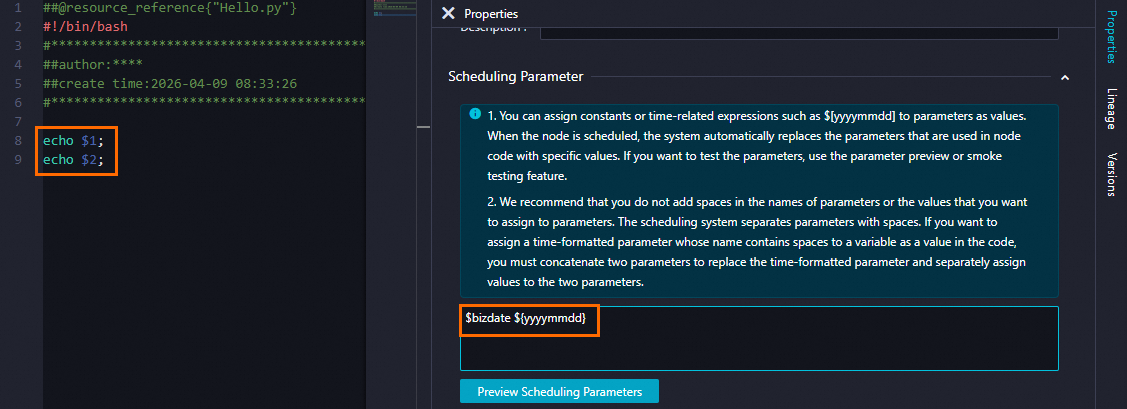 1 ##@resource_reference{"Hello.py"}
2 #!/bin/bash
3 #*****************************************
4 ##author:****
5 ##create time:2026-04-09 08:33:26
6 #*****************************************
7
8 echo $1;
9 echo $2;
Properties
Description :
Scheduling Parameter
1. You can assign constants or time-related expressions such as $[yyyymmdd] to parameters as values.
When the node is scheduled, the system automatically replaces the parameters that are used in node
code with specific values. If you want to test the parameters, use the parameter preview or smoke
testing feature.
2. We recommend that you do not add spaces in the names of parameters or the values that you want
to assign to parameters. The scheduling system separates parameters with spaces. If you want to
assign a time-formatted parameter whose name contains spaces to a variable as a value in the code,
you must concatenate two parameters to replace the time-formatted parameter and separately assign
values to the two parameters.
$bizdate ${yyyymmdd}
Preview Scheduling Parameters
Properties
Lineage
Versions